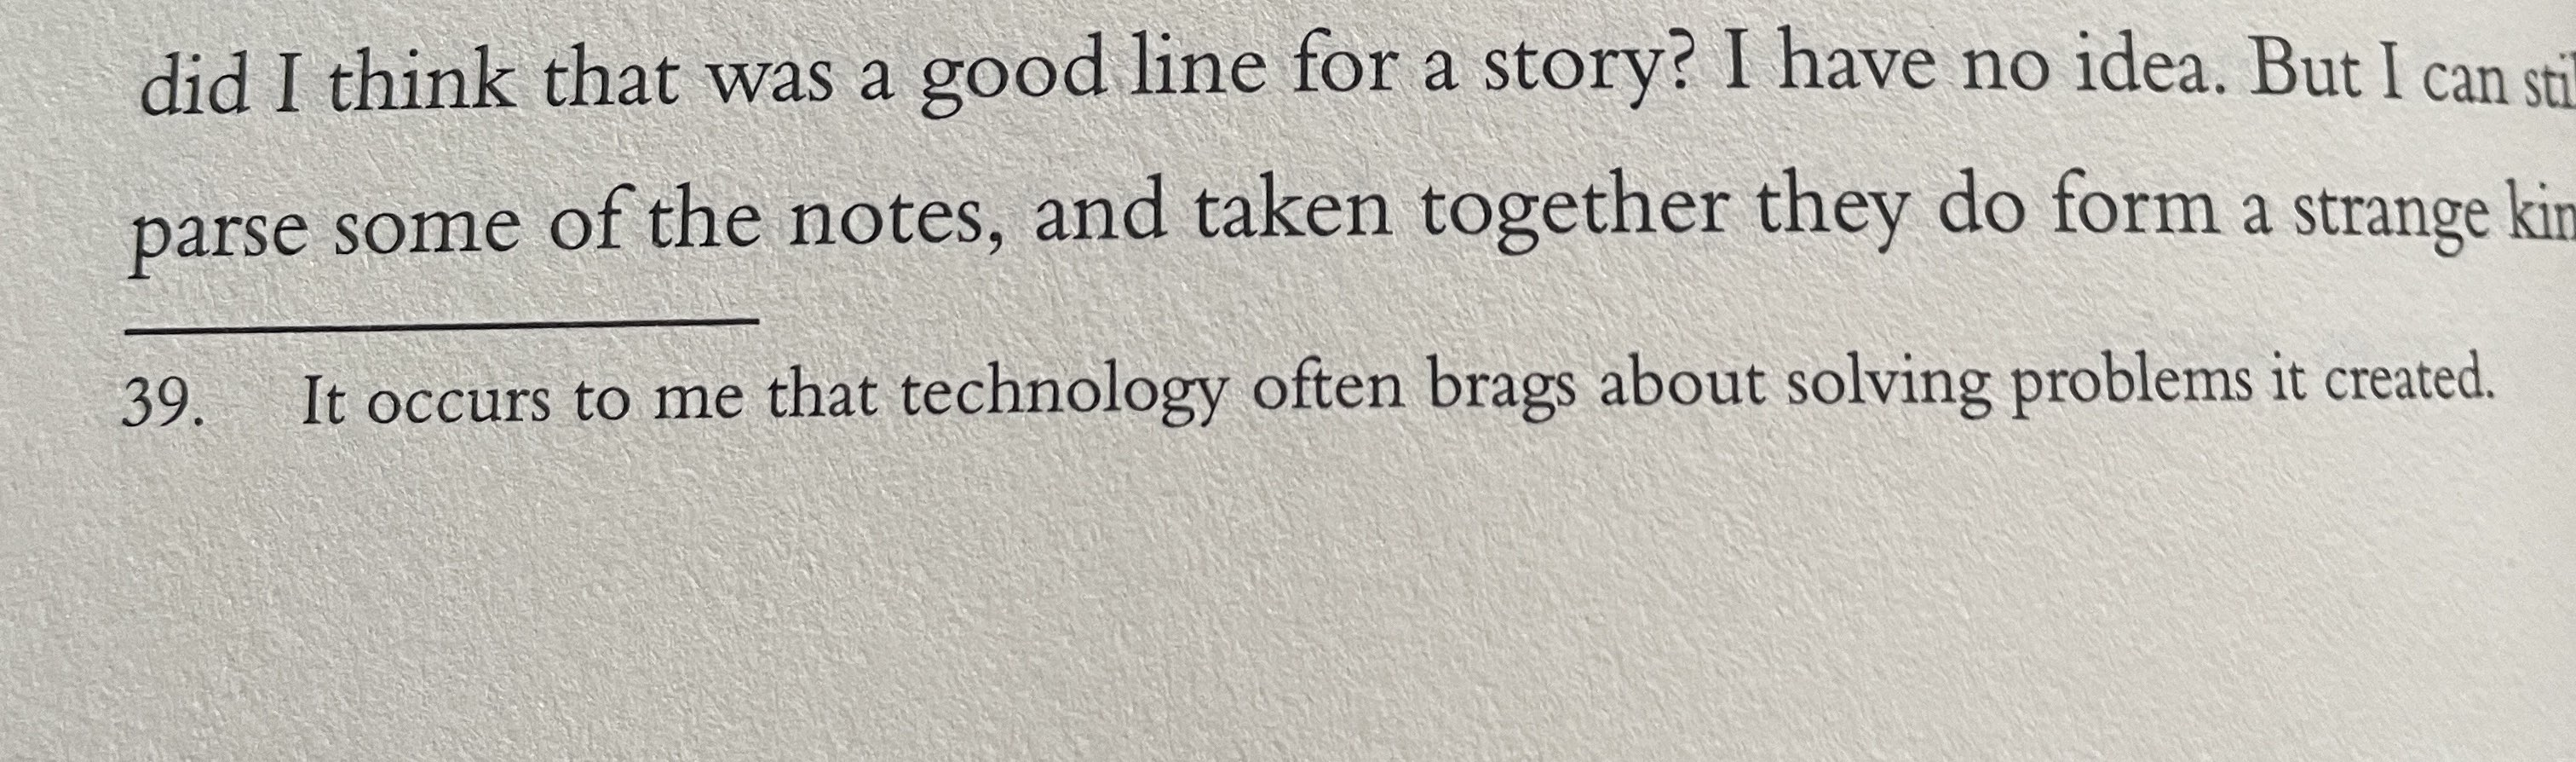 did I think that was a good line for a story? I have no idea. But I can
parse some of the notes, and taken together they do form a strange
39. It occurs to me that technology often brags about solving problems it created.